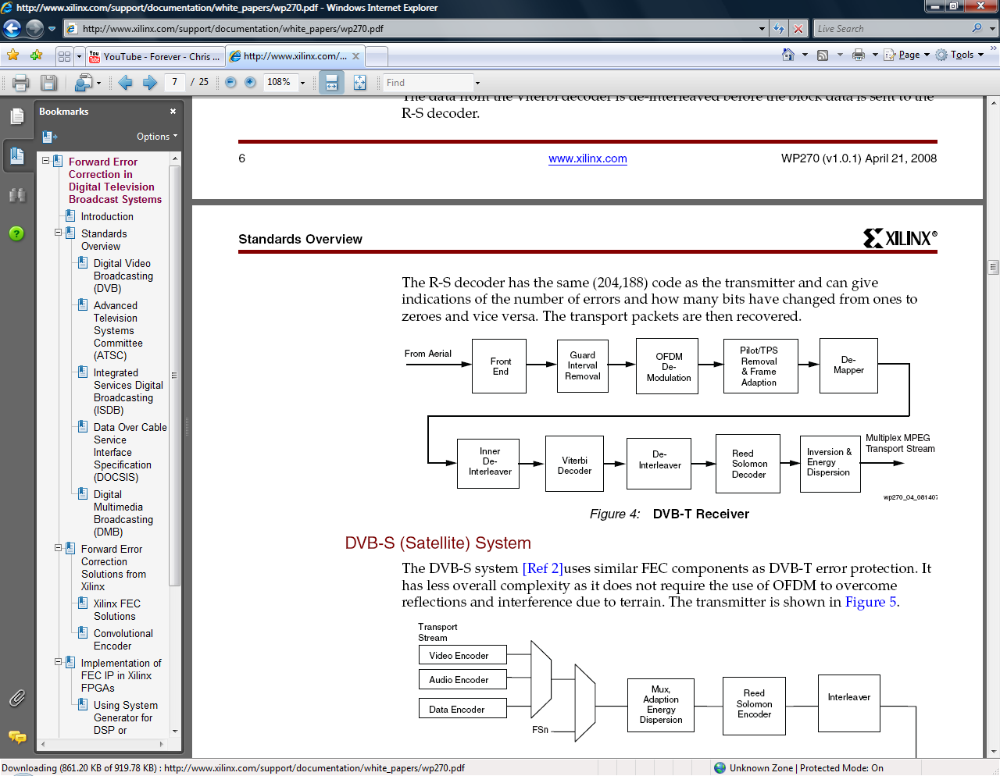 http://www.xilinx.com/support/documentation/white_papers/wp270.pdf - Windows Internet Explorer
http://www.xilinx.com/support/documentation/white_papers/wp270.pdf
Live Search
YouTube - Forever - Chris ...
http://www.xilinx.com/...
Page
Tools
7 / 25
108%
Find
Bookmarks
Options
Forward Error
Correction in
Digital Television
Broadcast Systems
Introduction
Standards
Overview
Digital Video
Broadcasting
(DVB)
Advanced
Television
Systems
Committee
(ATSC)
Integrated
Services Digital
Broadcasting
(ISDB)
Data Over Cable
Service
Interface
Specification
(DOCSIS)
Digital
Multimedia
Broadcasting
(DMB)
Forward Error
Correction
Solutions from
Xilinx
Xilinx FEC
Solutions
Convolutional
Encoder
Implementation of
FEC IP in Xilinx
FPGAs
Using System
Generator for
DSP or
The data from the Viterbi decoder is de-interleaved before the block data is sent to the
R-S decoder.
6
www.xilinx.com
WP270 (v1.0.1) April 21, 2008
Standards Overview
XILINX®
The R-S decoder has the same (204,188) code as the transmitter and can give
indications of the number of errors and how many bits have changed from ones to
zeroes and vice versa. The transport packets are then recovered.
From Aerial
Front
End
Guard
Interval
Removal
OFDM
De-
Modulation
Pilot/TPS
Removal
& Frame
Adaption
De-
Mapper
Inner
De-
Interleaver
Viterbi
Decoder
De-
Interleaver
Reed
Solomon
Decoder
Inversion &
Energy
Dispersion
Multiplex MPEG
Transport Stream
wp270_04_081407
Figure 4: DVB-T Receiver
DVB-S (Satellite) System
The DVB-S system [Ref 2]uses similar FEC components as DVB-T error protection. It
has less overall complexity as it does not require the use of OFDM to overcome
reflections and interference due to terrain. The transmitter is shown in Figure 5.
Transport
Stream
Video Encoder
Audio Encoder
Data Encoder
FSn
Mux,
Adaption
Energy
Dispersion
Reed
Solomon
Encoder
Interleaver
Downloading (861.20 KB of 919.78 KB) : http://www.xilinx.com/support/documentation/white_papers/wp270.pdf
Unknown Zone | Protected Mode: On